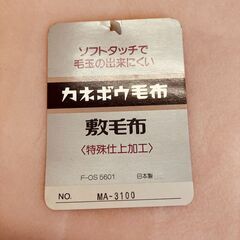 ソフトタッチで
毛玉の出来にくい
カネボウ毛布
敷毛布
〈特殊仕上加工〉
F-OS 5601 日本製
NO. MA-3100